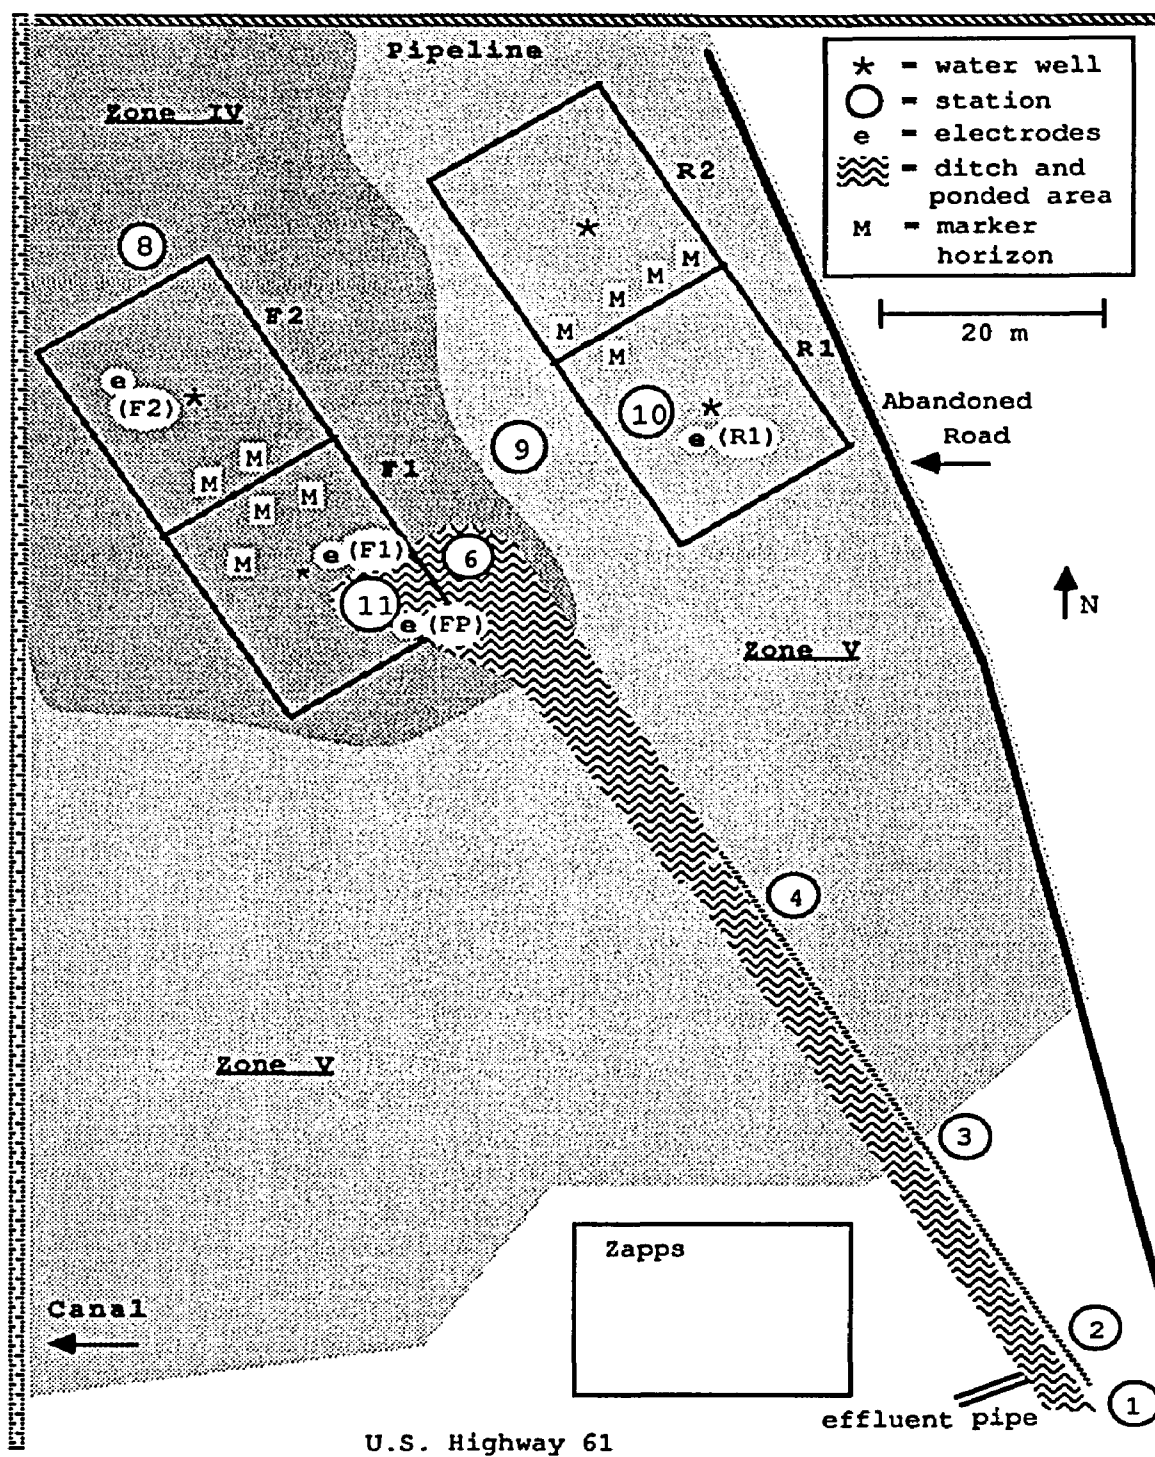 Pipeline
* = water well
= station
e = electrodes
= ditch and
ponded area
M = marker
horizon
20 m
Zone IV
R2
8
M
M
M
F2
M
R1
M
e
(F2)
*
*
10
*
Abandoned
Road
e (R1)
9
M
F1
M
M
M
M
e (F1)
6
*
11
e (FP)
N
Zone V
4
Zone V
3
Zapps
Canal
2
1
effluent pipe
U.S. Highway 61